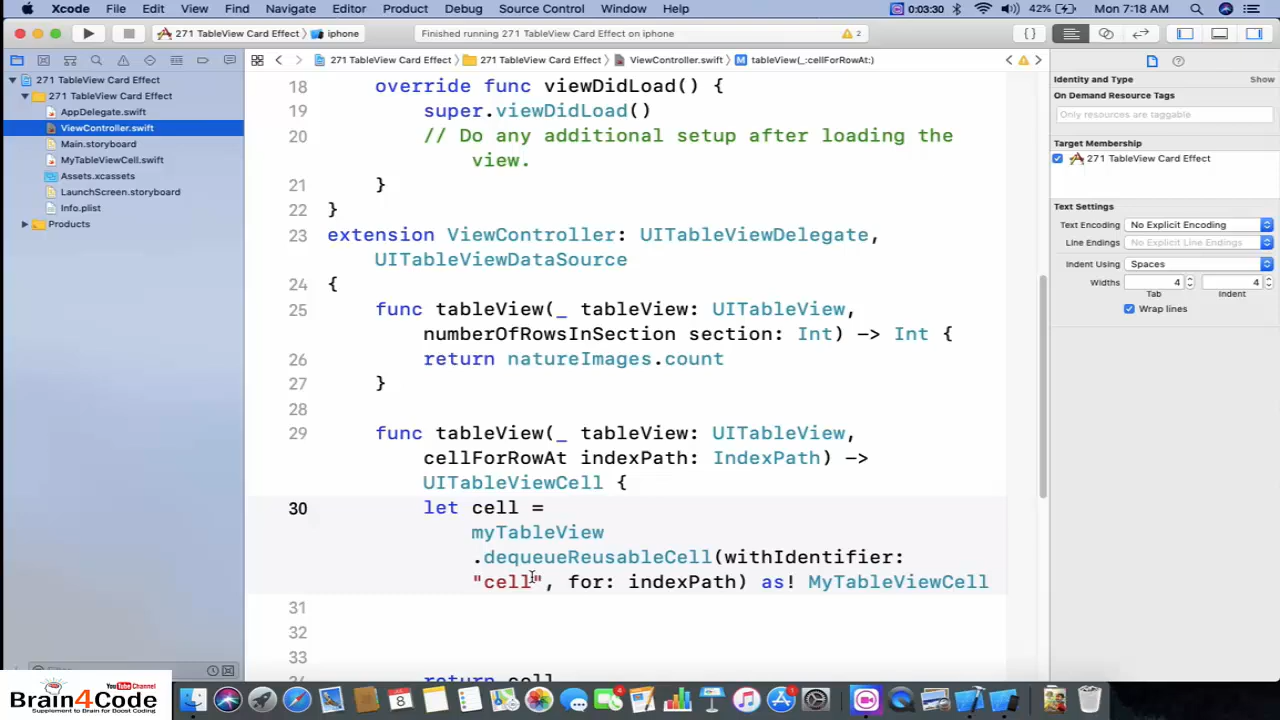 Xcode File Edit View Find Navigate Editor Product Debug Source Control Window Help 0:03:30 42% Mon 7:18 AM
271 TableView Card Effect iphone Finished running 271 TableView Card Effect on iphone 2
271 TableView Card Effect 271 TableView Card Effect ViewController.swift M tableView(_:cellForRowAt:)
271 TableView Card Effect
271 TableView Card Effect
AppDelegate.swift
ViewController.swift
Main.storyboard
MyTableViewCell.swift
Assets.xcassets
LaunchScreen.storyboard
Info.plist
Products
18 override func viewDidLoad() {
19 super.viewDidLoad()
20 // Do any additional setup after loading the
view.
21 }
22 }
23 extension ViewController: UITableViewDelegate,
UITableViewDataSource
24 {
25 func tableView(_ tableView: UITableView,
numberOfRowsInSection section: Int) -> Int {
26 return natureImages.count
27 }
28
29 func tableView(_ tableView: UITableView,
cellForRowAt indexPath: IndexPath) ->
UITableViewCell {
30 let cell =
myTableView
.dequeueReusableCell(withIdentifier:
"cell", for: indexPath) as! MyTableViewCell
31
32
33
return cell
Identity and Type Show
On Demand Resource Tags
Only resources are taggable
Target Membership
271 TableView Card Effect
Text Settings
Text Encoding No Explicit Encoding
Line Endings No Explicit Line Endings
Indent Using Spaces
Widths 4 4
Tab Indent
Wrap lines
YouTube Channel
Brain4Code
Supplement to Brain for Boost Coding
8
4
1